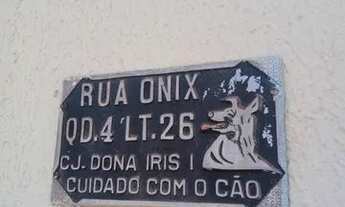 RUA ONIX
QD.4 LT.26
CJ. DONA IRIS I
CUIDADO COM O CÃO